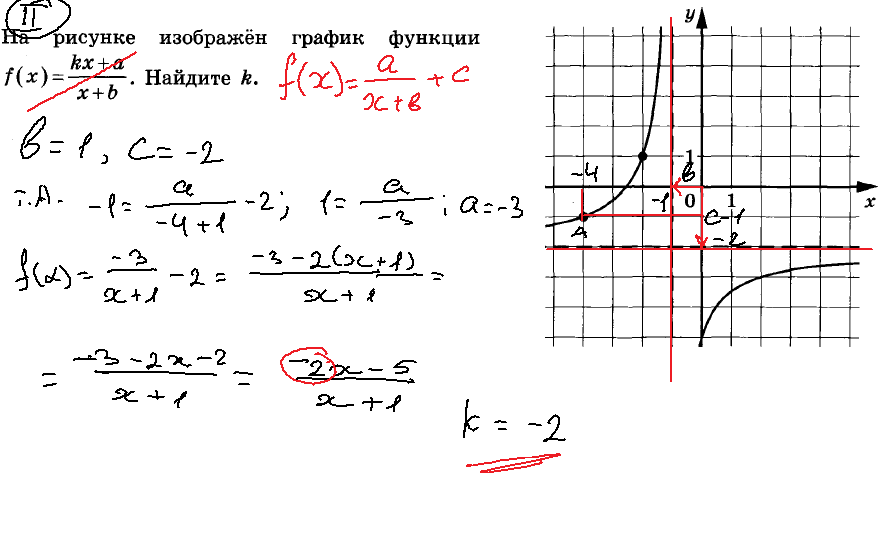 II
На рисунке изображён график функции
f(x) = (kx + a)/(x + b). Найдите k. f(x) = a/(x + в) + c
в = 1, c = -2
т.А. -1 = a/(-4 + 1) - 2; 1 = a/(-3); a = -3
f(x) = -3/(x + 1) - 2 = (-3 - 2(x + 1))/(x + 1) =
= (-3 - 2x - 2)/(x + 1) = (-2x - 5)/(x + 1)
k = -2
y
1
-4
в
-1 0 1 x
A
c -1
-2